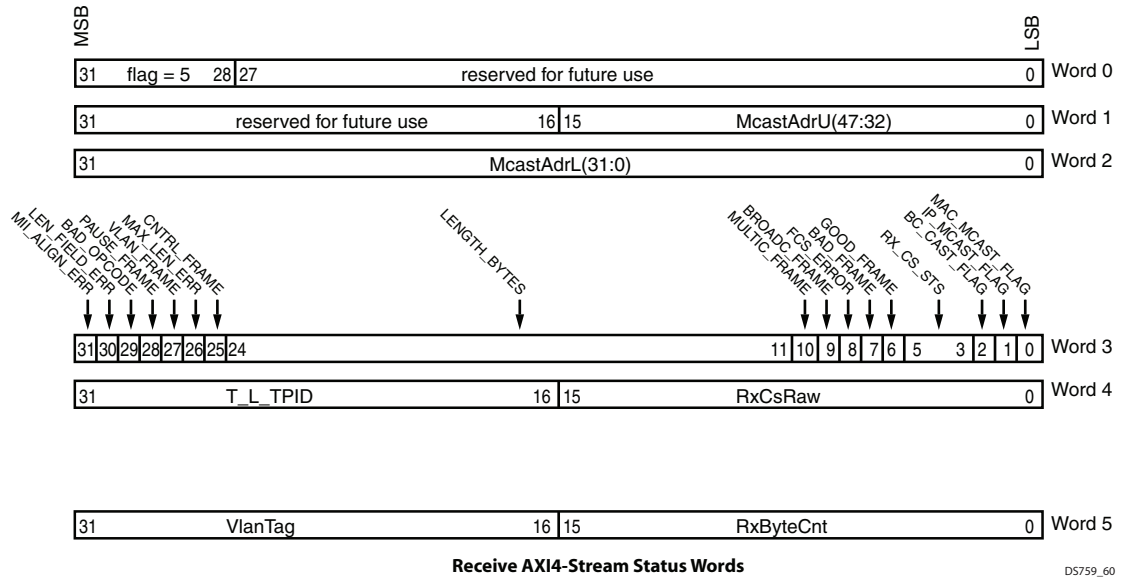 MSB
LSB
31 flag = 5 28 27 reserved for future use 0 Word 0
31 reserved for future use 16 15 McastAdrU(47:32) 0 Word 1
31 McastAdrL(31:0) 0 Word 2
MII_ALIGN_ERR
LEN_FIELD_ERR
BAD_OPCODE
PAUSE_FRAME
VLAN_FRAME
MAX_LEN_ERR
CNTRL_FRAME
LENGTH_BYTES
MULTIC_FRAME
BROADC_FRAME
FCS_ERROR
BAD_FRAME
GOOD_FRAME
RX_CS_STS
BC_CAST_FLAG
IP_MCAST_FLAG
MAC_MCAST_FLAG
31 30 29 28 27 26 25 24 11 10 9 8 7 6 5 3 2 1 0 Word 3
31 T_L_TPID 16 15 RxCsRaw 0 Word 4
31 VlanTag 16 15 RxByteCnt 0 Word 5
Receive AXI4-Stream Status Words
DS759_60